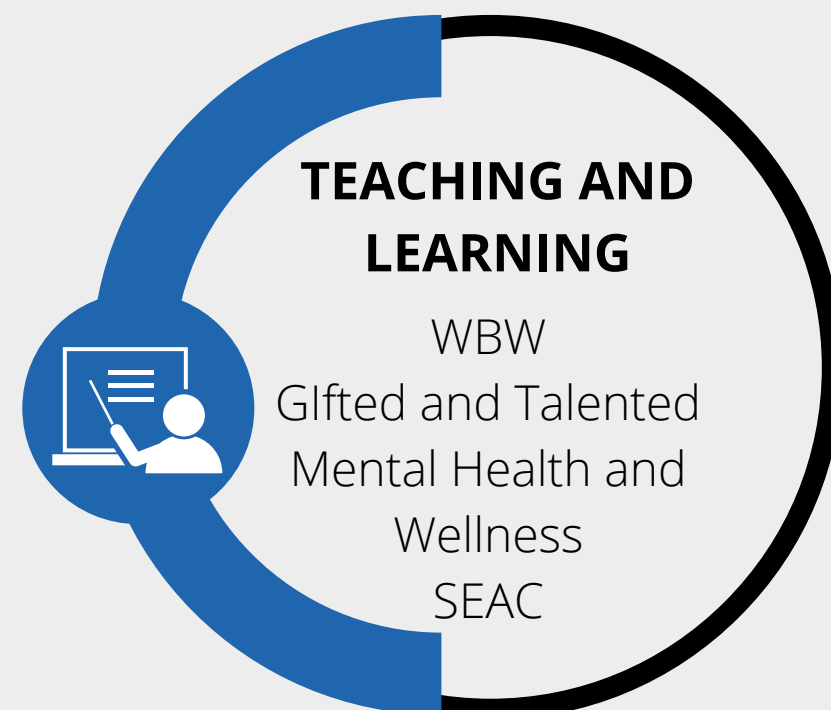 TEACHING AND
LEARNING
WBW
GIfted and Talented
Mental Health and
Wellness
SEAC